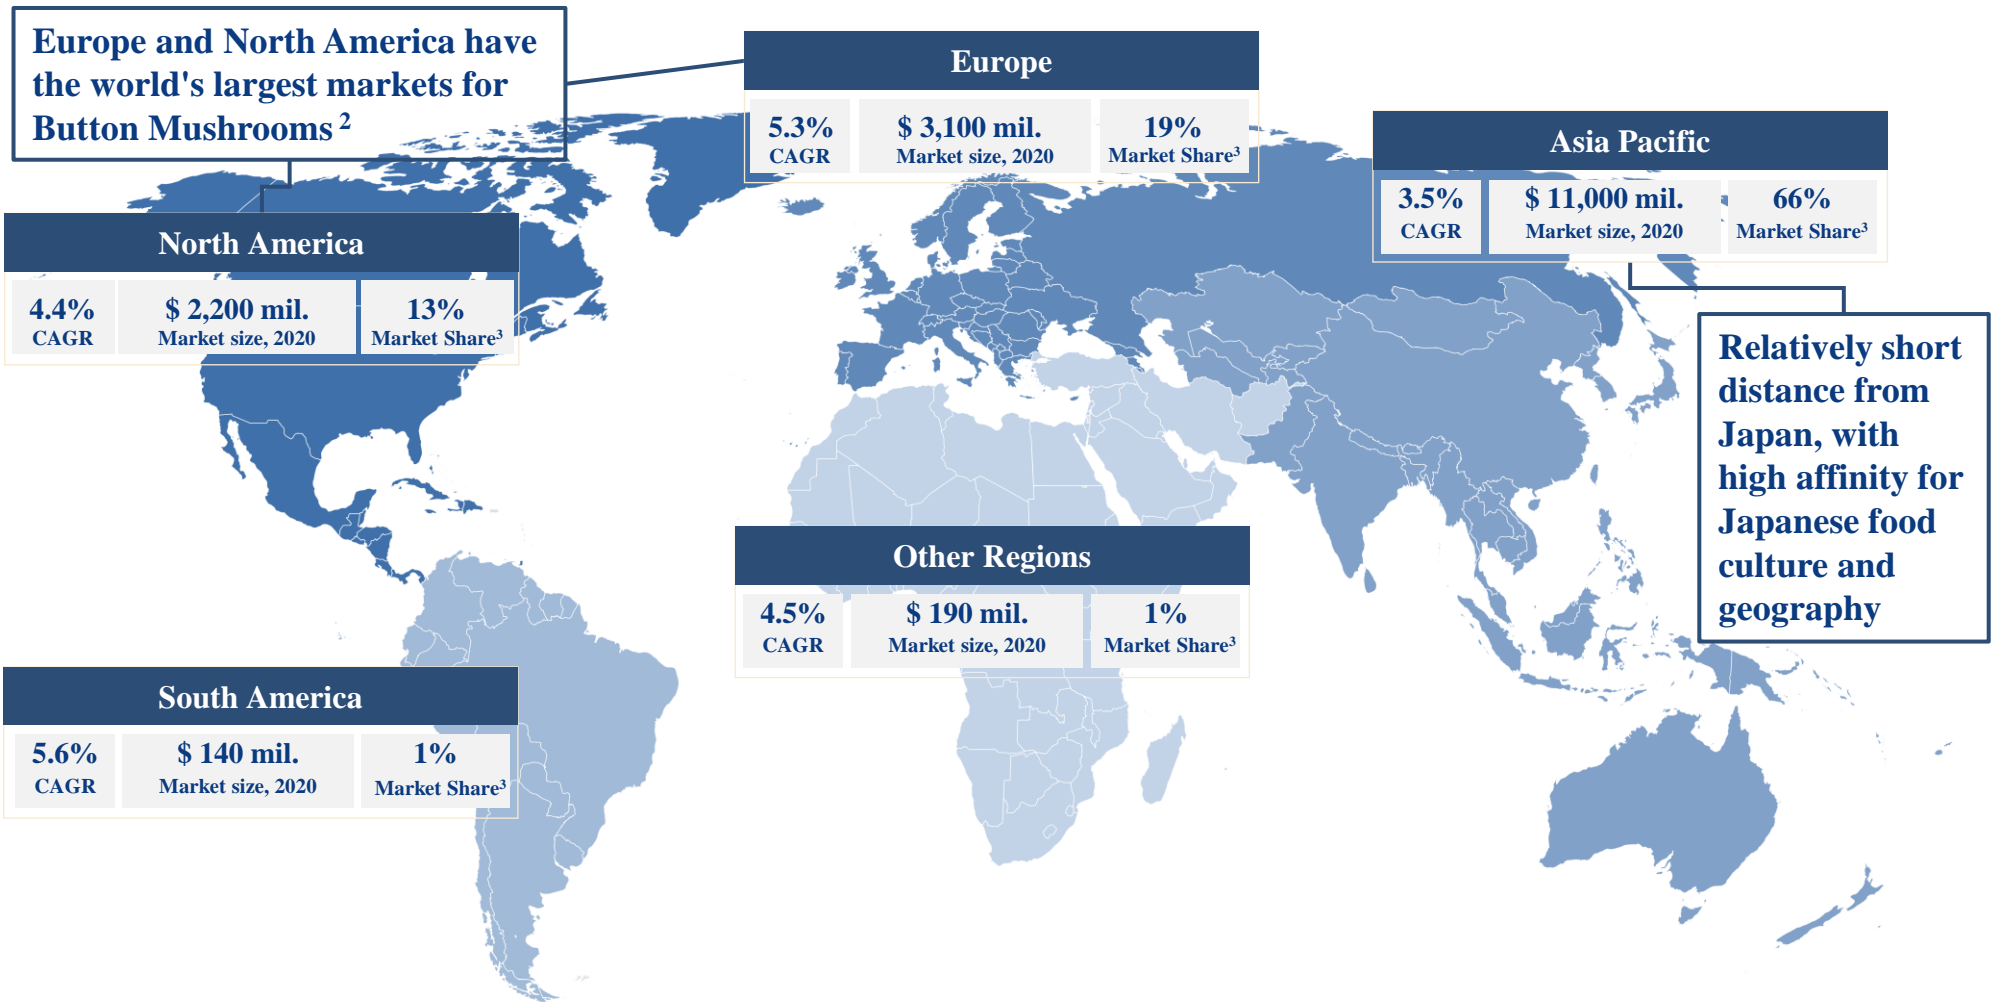 Europe and North America have
the world's largest markets for
Button Mushrooms 2
Europe
5.3%
CAGR
$ 3,100 mil.
Market size, 2020
19%
Market Share3
Asia Pacific
3.5%
CAGR
$ 11,000 mil.
Market size, 2020
66%
Market Share3
North America
4.4%
CAGR
$ 2,200 mil.
Market size, 2020
13%
Market Share3
Relatively short
distance from
Japan, with
high affinity for
Japanese food
culture and
geography
Other Regions
4.5%
CAGR
$ 190 mil.
Market size, 2020
1%
Market Share3
South America
5.6%
CAGR
$ 140 mil.
Market size, 2020
1%
Market Share3